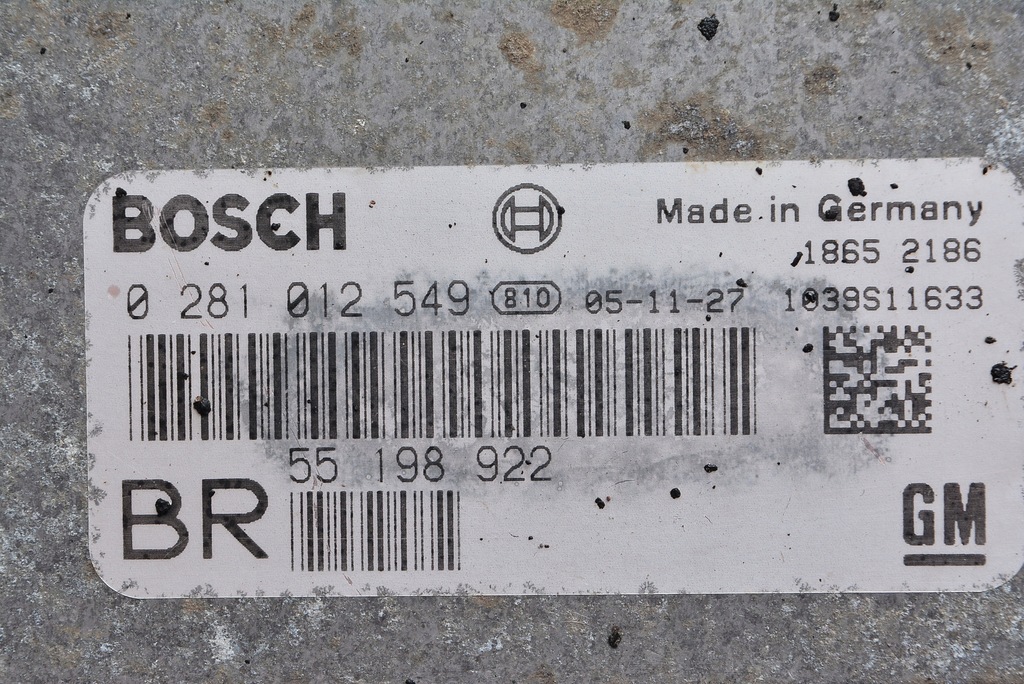 BOSCH Made in Germany
1865 2186
0 281 012 549 810 05-11-27 1039S11633
55 198 922
BR GM